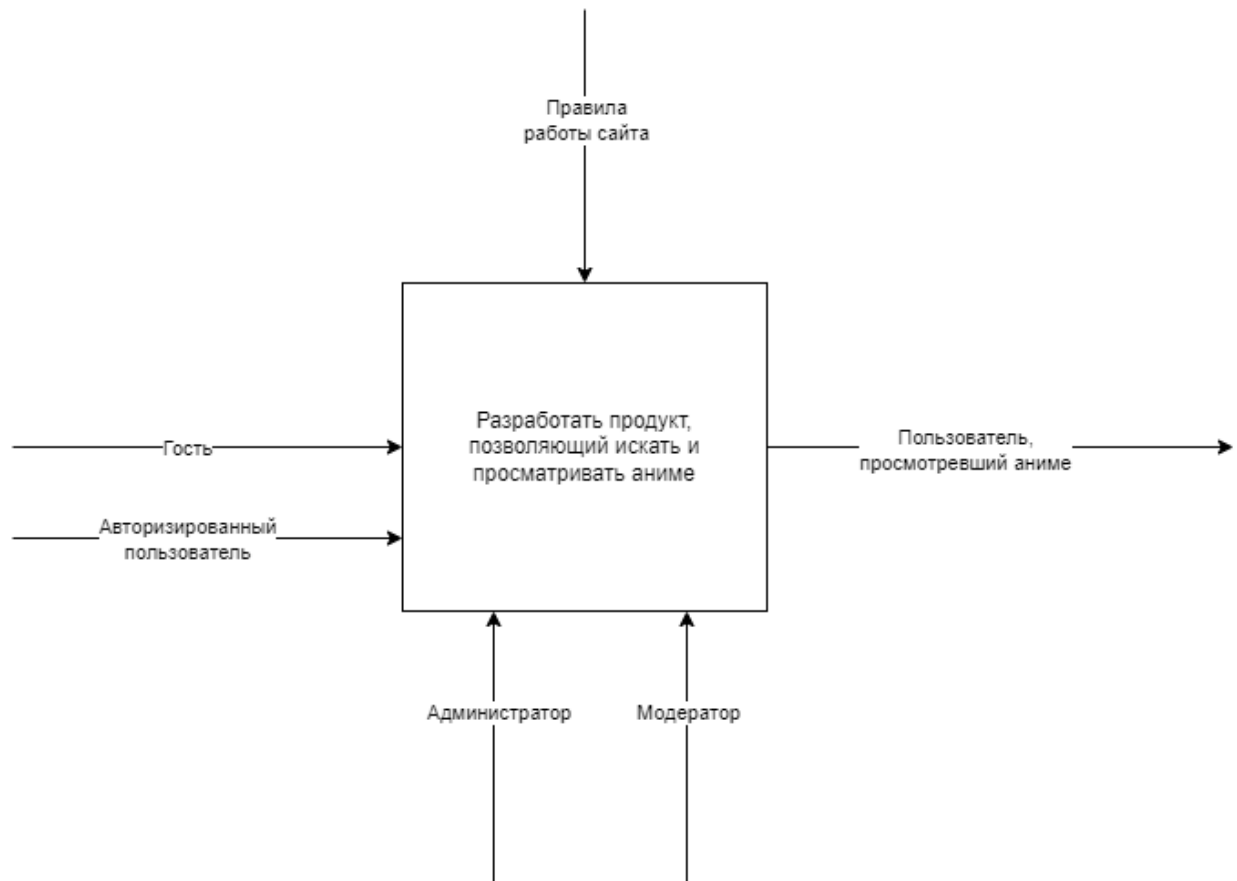 Правила
работы сайта
Разработать продукт,
позволяющий искать и
просматривать аниме
Гость
Авторизированный
пользователь
Пользователь,
просмотревший аниме
Администратор
Модератор